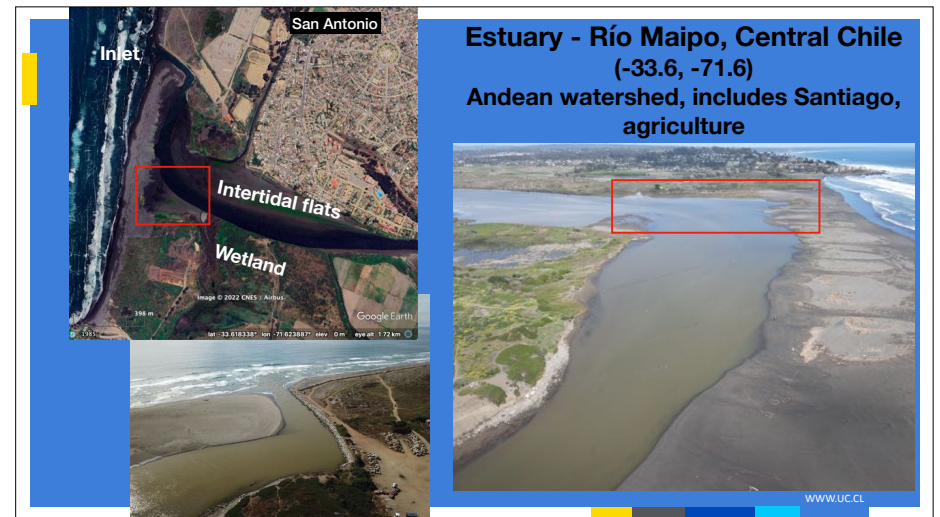 San Antonio
Inlet
Intertidal flats
Wetland
Image © 2022 CNES / Airbus
398 m
Google Earth
1985
lat -33.618338° lon -71.623887° elev 0 m eye alt 1.72 km
Estuary - Río Maipo, Central Chile
(-33.6, -71.6)
Andean watershed, includes Santiago,
agriculture
WWW.UC.CL